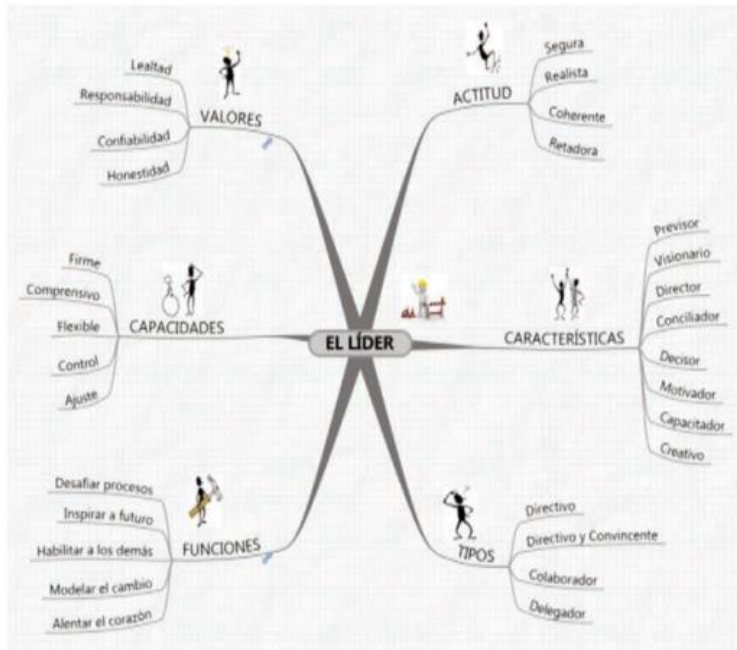 EL LÍDER
VALORES
Lealtad
Responsabilidad
Confiabilidad
Honestidad
ACTITUD
Segura
Realista
Coherente
Retadora
CAPACIDADES
Firme
Comprensivo
Flexible
Control
Ajuste
CARACTERÍSTICAS
Previsor
Visionario
Director
Conciliador
Decisor
Motivador
Capacitador
Creativo
FUNCIONES
Desafiar procesos
Inspirar a futuro
Habilitar a los demás
Modelar el cambio
Alentar el corazón
TIPOS
Directivo
Directivo y Convincente
Colaborador
Delegador